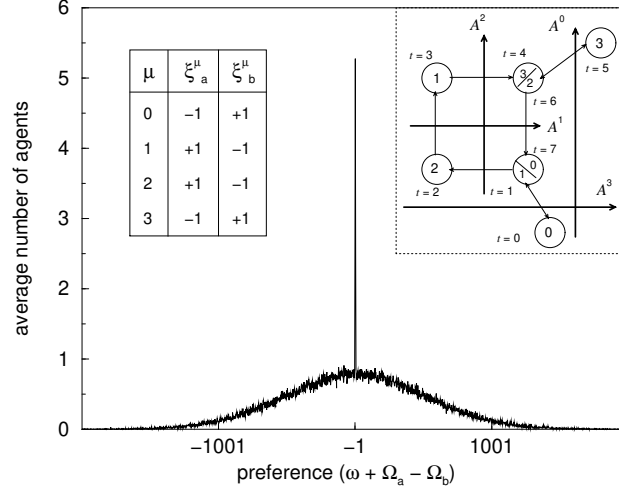 average number of agents
6
5
4
3
2
1
0
−1001
−1
1001
preference (ω + Ω_a − Ω_b)
μ ξ_a^μ ξ_b^μ
0 −1 +1
1 +1 −1
2 +1 −1
3 −1 +1
A^2
A^0
t = 3
t = 4
3
1
3/2
t = 5
t = 6
A^1
t = 7
2
1 0
A^3
t = 2
t = 1
t = 0
0